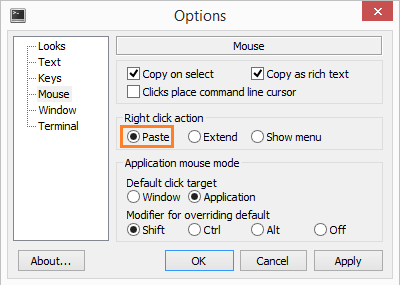 Options
Looks
Text
Keys
Mouse
Window
Terminal
Mouse
Copy on select Copy as rich text
Clicks place command line cursor
Right click action
Paste Extend Show menu
Application mouse mode
Default click target
Window Application
Modifier for overriding default
Shift Ctrl Alt Off
About... OK Cancel Apply